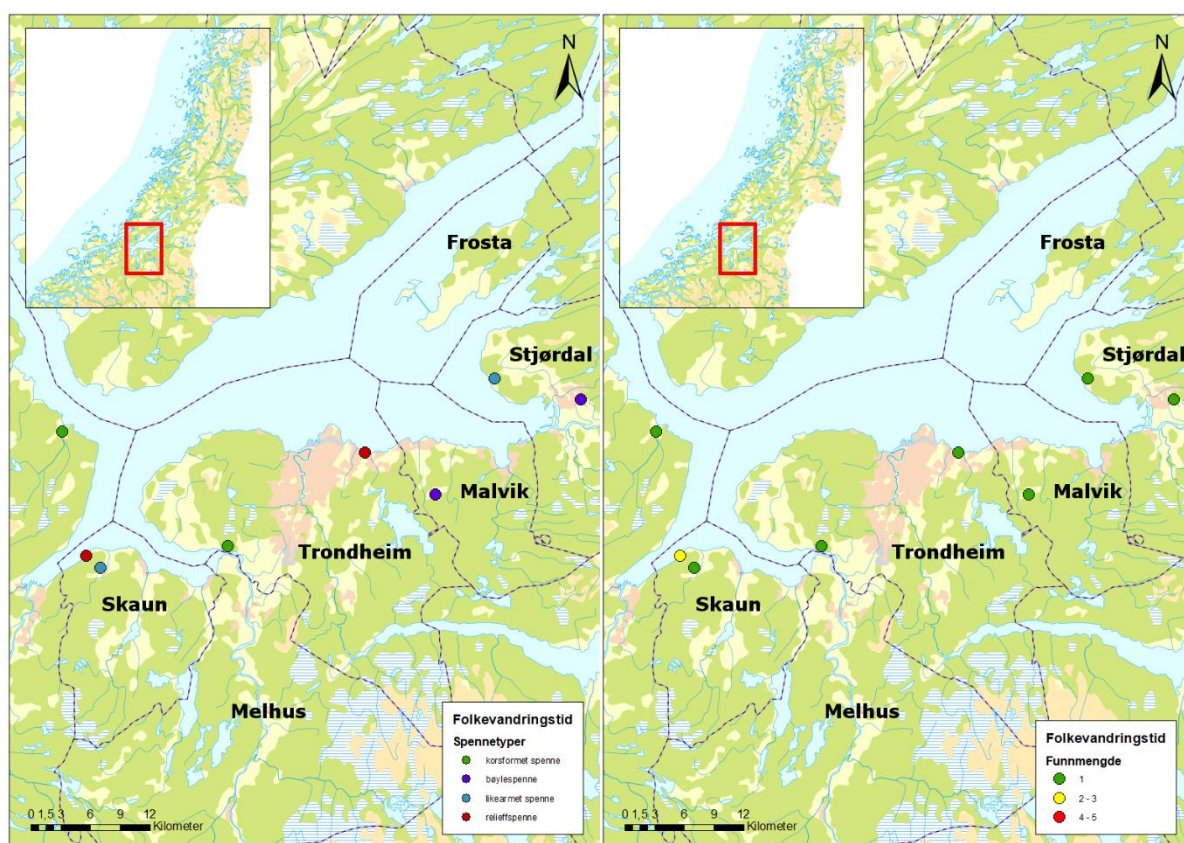 N
Frosta
Stjørdal
Malvik
Trondheim
Skaun
Melhus
Folkevandringstid
Spennetyper
korsformet spenne
bøylespenne
likearmet spenne
relieffspenne
0 1,5 3 6 9 12
Kilometer
N
Frosta
Stjørdal
Malvik
Trondheim
Skaun
Melhus
Folkevandringstid
Funnmengde
1
2 - 3
4 - 5
0 1,5 3 6 9 12
Kilometer